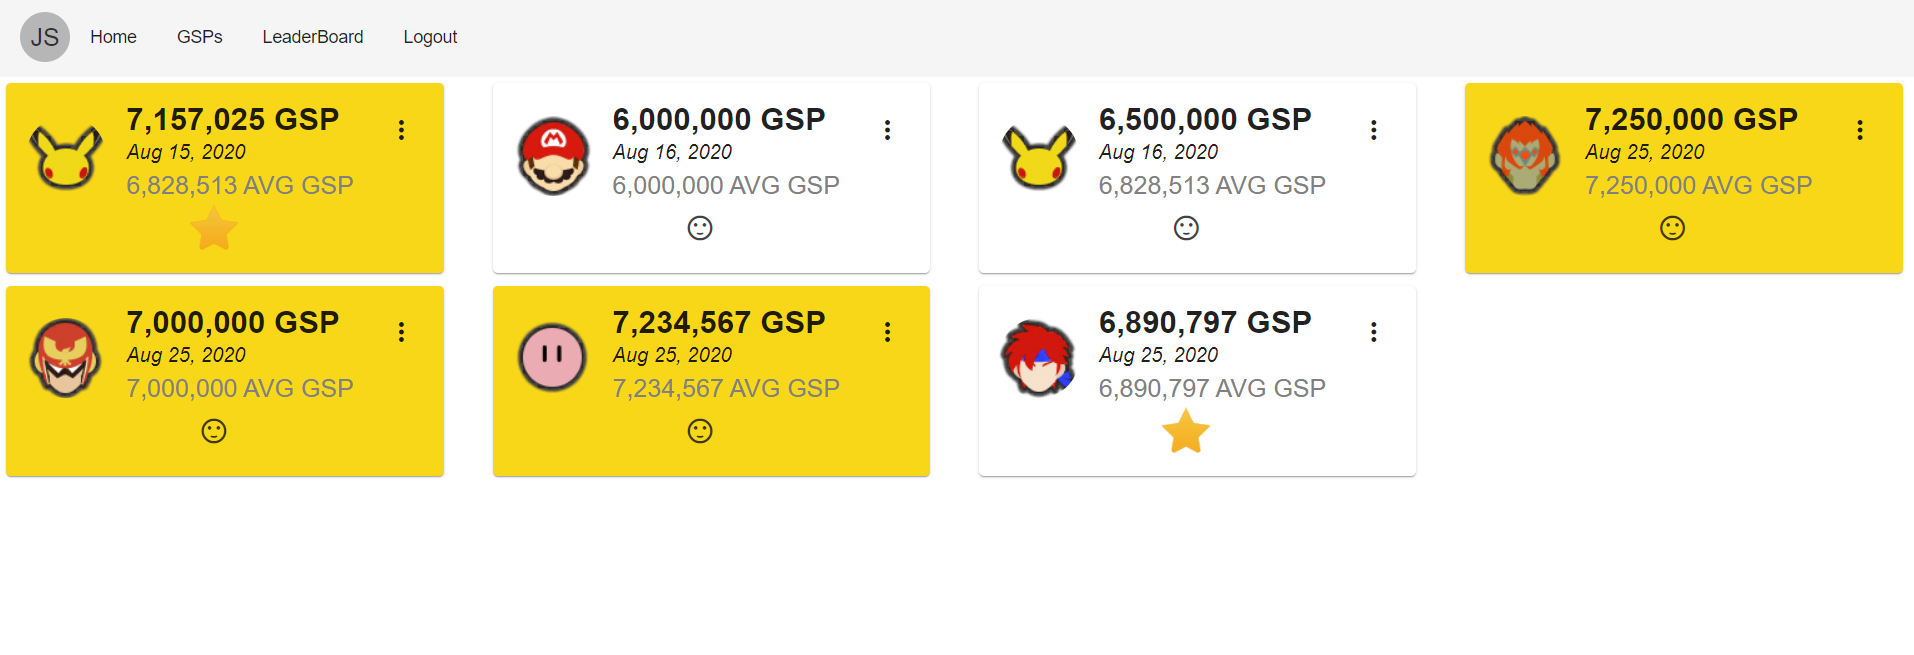 JS Home GSPs LeaderBoard Logout
7,157,025 GSP
Aug 15, 2020
6,828,513 AVG GSP
6,000,000 GSP
Aug 16, 2020
6,000,000 AVG GSP
6,500,000 GSP
Aug 16, 2020
6,828,513 AVG GSP
7,250,000 GSP
Aug 25, 2020
7,250,000 AVG GSP
7,000,000 GSP
Aug 25, 2020
7,000,000 AVG GSP
7,234,567 GSP
Aug 25, 2020
7,234,567 AVG GSP
6,890,797 GSP
Aug 25, 2020
6,890,797 AVG GSP